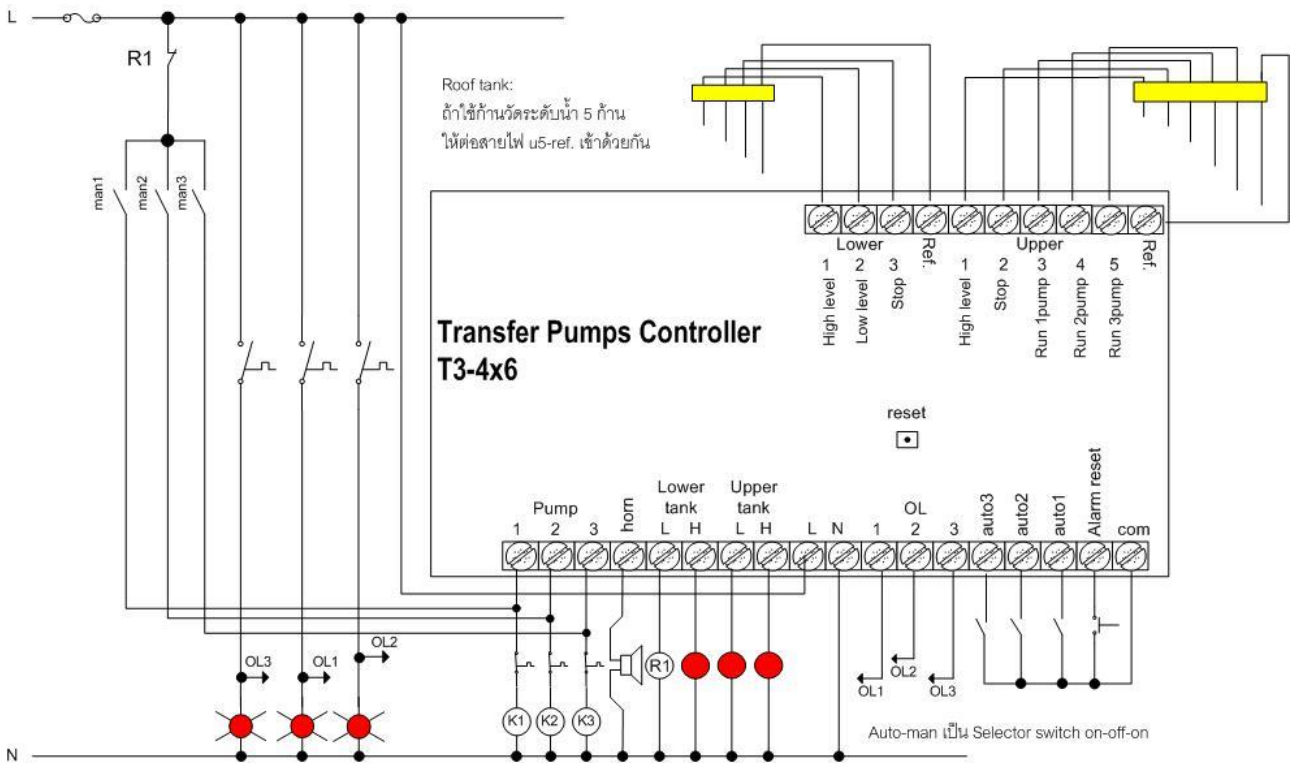 L
R1
Roof tank:
ถ้าใช้ก้านวัดระดับน้ำ 5 ก้าน
ให้ต่อสายไฟ u5-ref. เข้าด้วยกัน
man1
man2
man3
Lower
Ref.
Upper
Ref.
1 2 3 1 2 3 4 5
High level
Low level
Stop
High level
Stop
Run 1pump
Run 2pump
Run 3pump
Transfer Pumps Controller
T3-4x6
reset
Pump
horn
Lower
tank
Upper
tank
OL
auto3
auto2
auto1
Alarm reset
com
1 2 3 L H L H L N 1 2 3
OL3
OL1
OL2
R1
OL1
OL2
OL3
K1
K2
K3
Auto-man เป็น Selector switch on-off-on
N